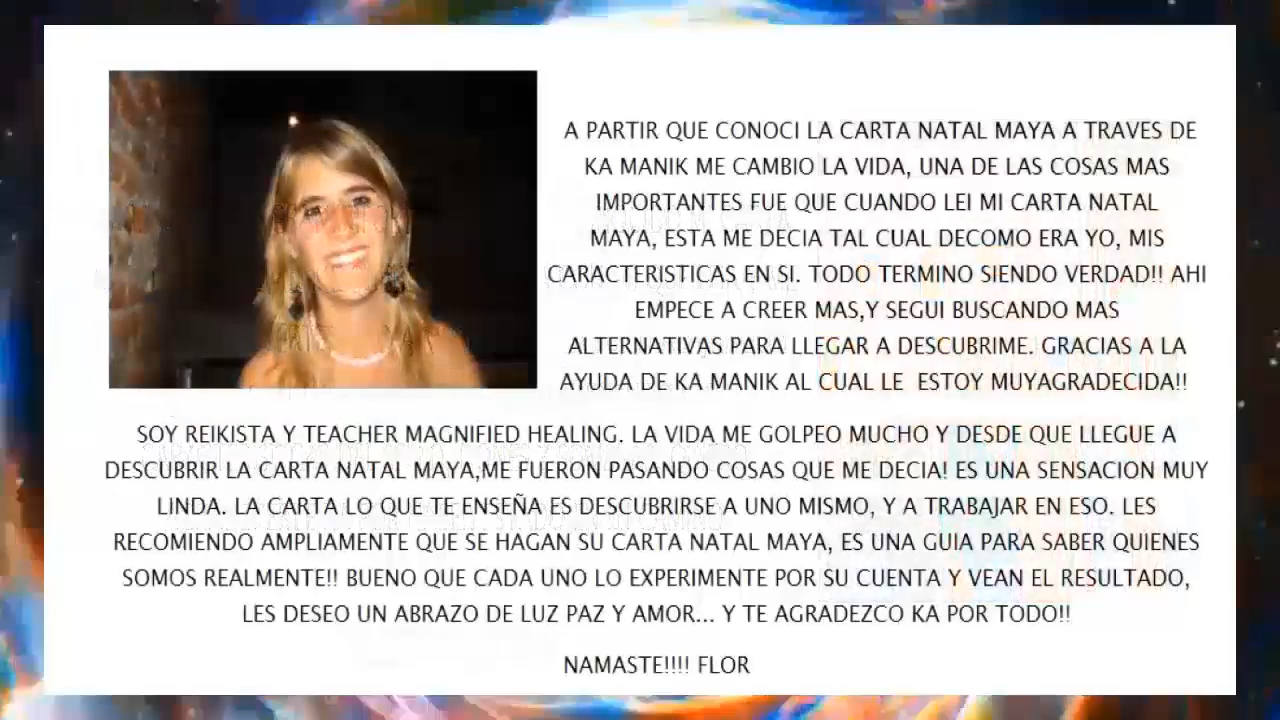 A PARTIR QUE CONOCI LA CARTA NATAL MAYA A TRAVES DE
KA MANIK ME CAMBIO LA VIDA, UNA DE LAS COSAS MAS
IMPORTANTES FUE QUE CUANDO LEI MI CARTA NATAL
MAYA, ESTA ME DECIA TAL CUAL DECOMO ERA YO, MIS
CARACTERISTICAS EN SI. TODO TERMINO SIENDO VERDAD!! AHI
EMPECE A CREER MAS,Y SEGUI BUSCANDO MAS
ALTERNATIVAS PARA LLEGAR A DESCUBRIME. GRACIAS A LA
AYUDA DE KA MANIK AL CUAL LE  ESTOY MUYAGRADECIDA!!
SOY REIKISTA Y TEACHER MAGNIFIED HEALING. LA VIDA ME GOLPEO MUCHO Y DESDE QUE LLEGUE A
DESCUBRIR LA CARTA NATAL MAYA,ME FUERON PASANDO COSAS QUE ME DECIA! ES UNA SENSACION MUY
LINDA. LA CARTA LO QUE TE ENSEÑA ES DESCUBRIRSE A UNO MISMO, Y A TRABAJAR EN ESO. LES
RECOMIENDO AMPLIAMENTE QUE SE HAGAN SU CARTA NATAL MAYA, ES UNA GUIA PARA SABER QUIENES
SOMOS REALMENTE!! BUENO QUE CADA UNO LO EXPERIMENTE POR SU CUENTA Y VEAN EL RESULTADO,
LES DESEO UN ABRAZO DE LUZ PAZ Y AMOR... Y TE AGRADEZCO KA POR TODO!!
NAMASTE!!!! FLOR